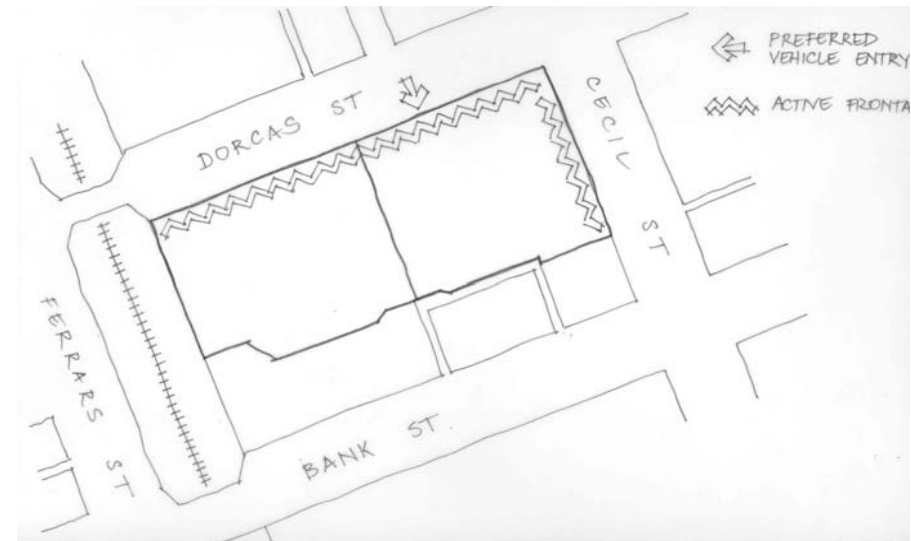 PREFERRED
VEHICLE ENTRY
ACTIVE FRONTA
DORCAS ST
CECIL ST
FERRARS ST
BANK ST.